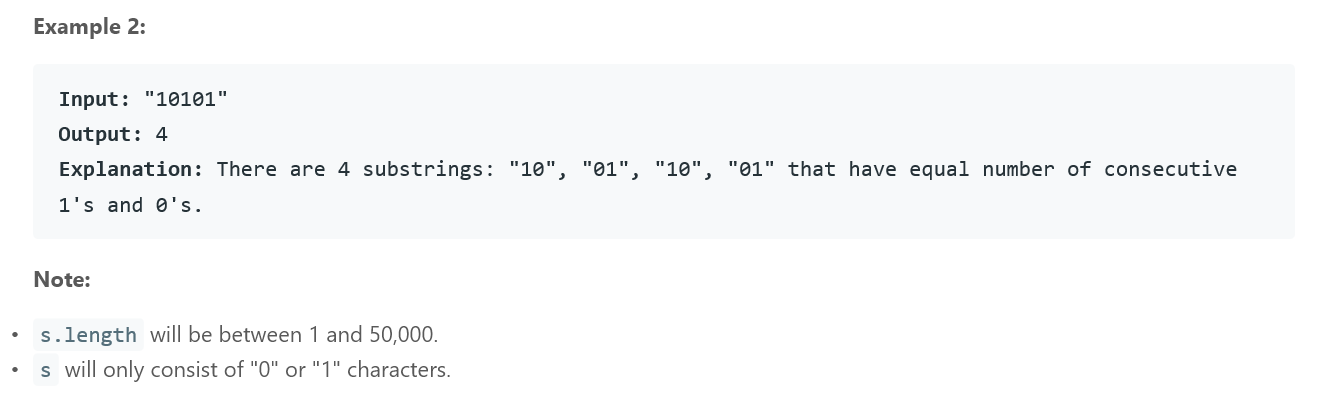 Example 2:
Input: "10101"
Output: 4
Explanation: There are 4 substrings: "10", "01", "10", "01" that have equal number of consecutive
1's and 0's.
Note:
• s.length will be between 1 and 50,000.
• s will only consist of "0" or "1" characters.